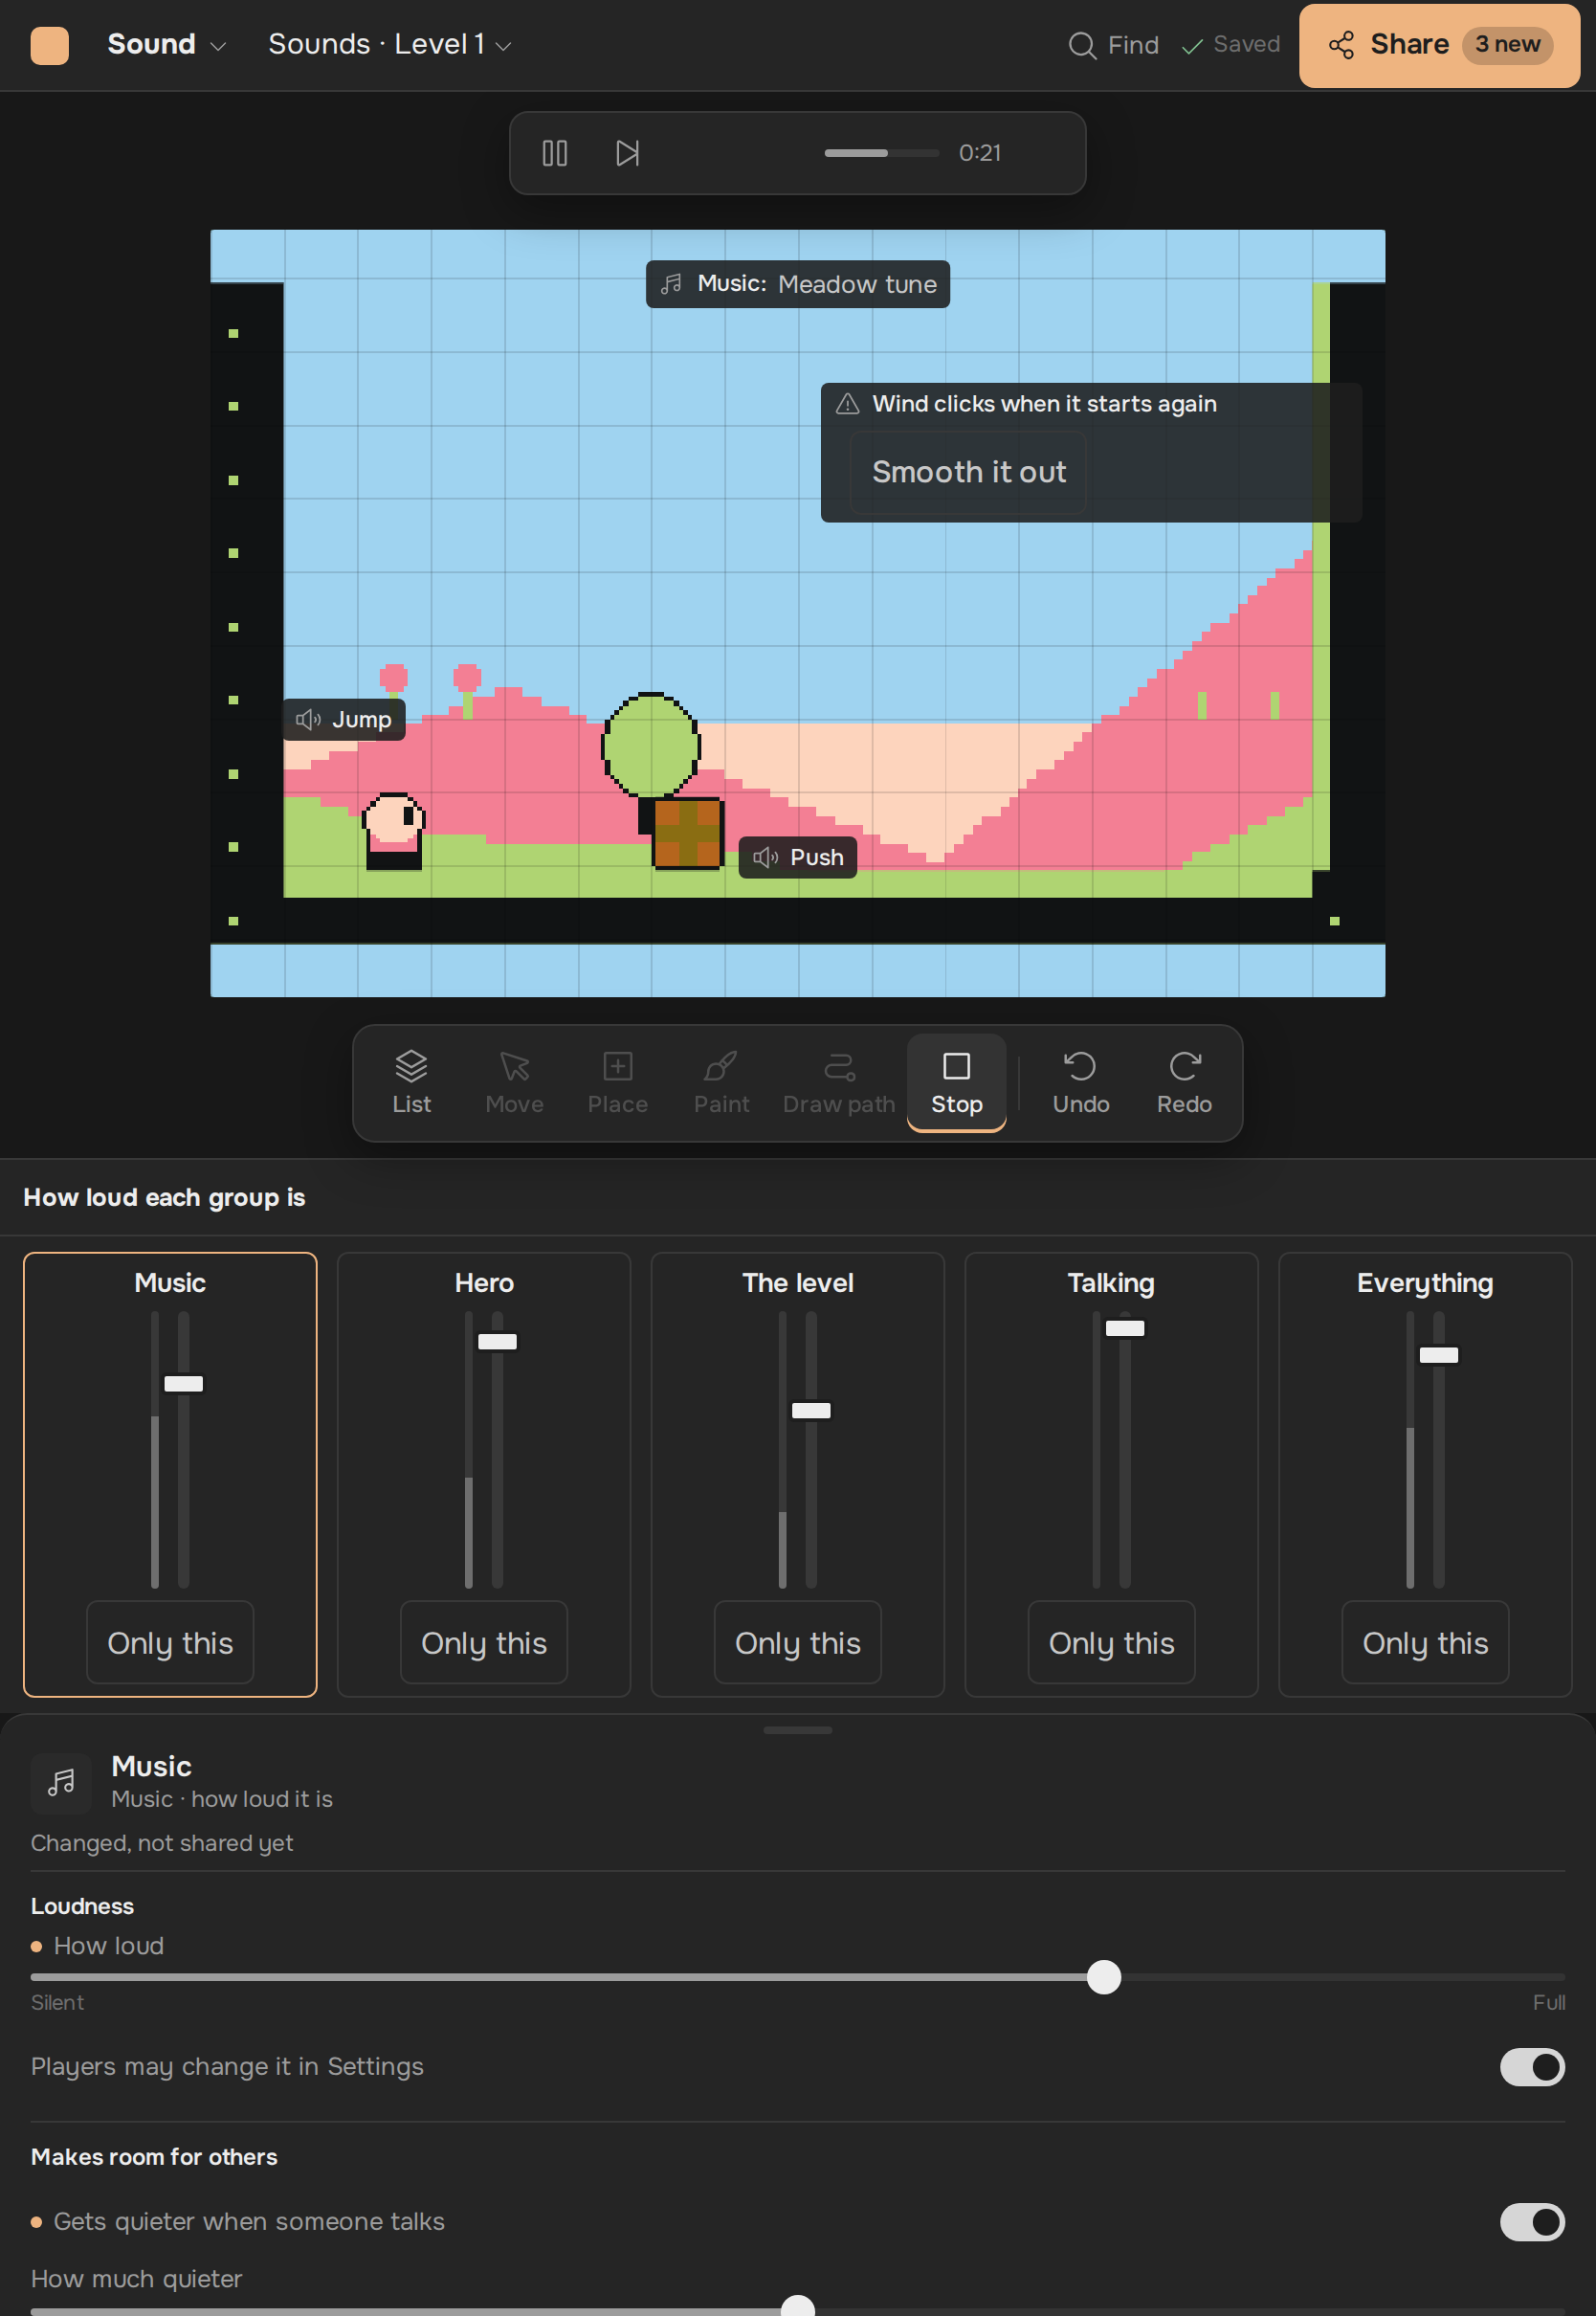 Sound
Sounds · Level 1
Find
Saved
Share
3 new
0:21
Music: Meadow tune
Wind clicks when it starts again
Smooth it out
Jump
Push
List
Move
Place
Paint
Draw path
Stop
Undo
Redo
How loud each group is
Music
Hero
The level
Talking
Everything
Only this
Only this
Only this
Only this
Only this
Music
Music · how loud it is
Changed, not shared yet
Loudness
How loud
Silent
Full
Players may change it in Settings
Makes room for others
Gets quieter when someone talks
How much quieter